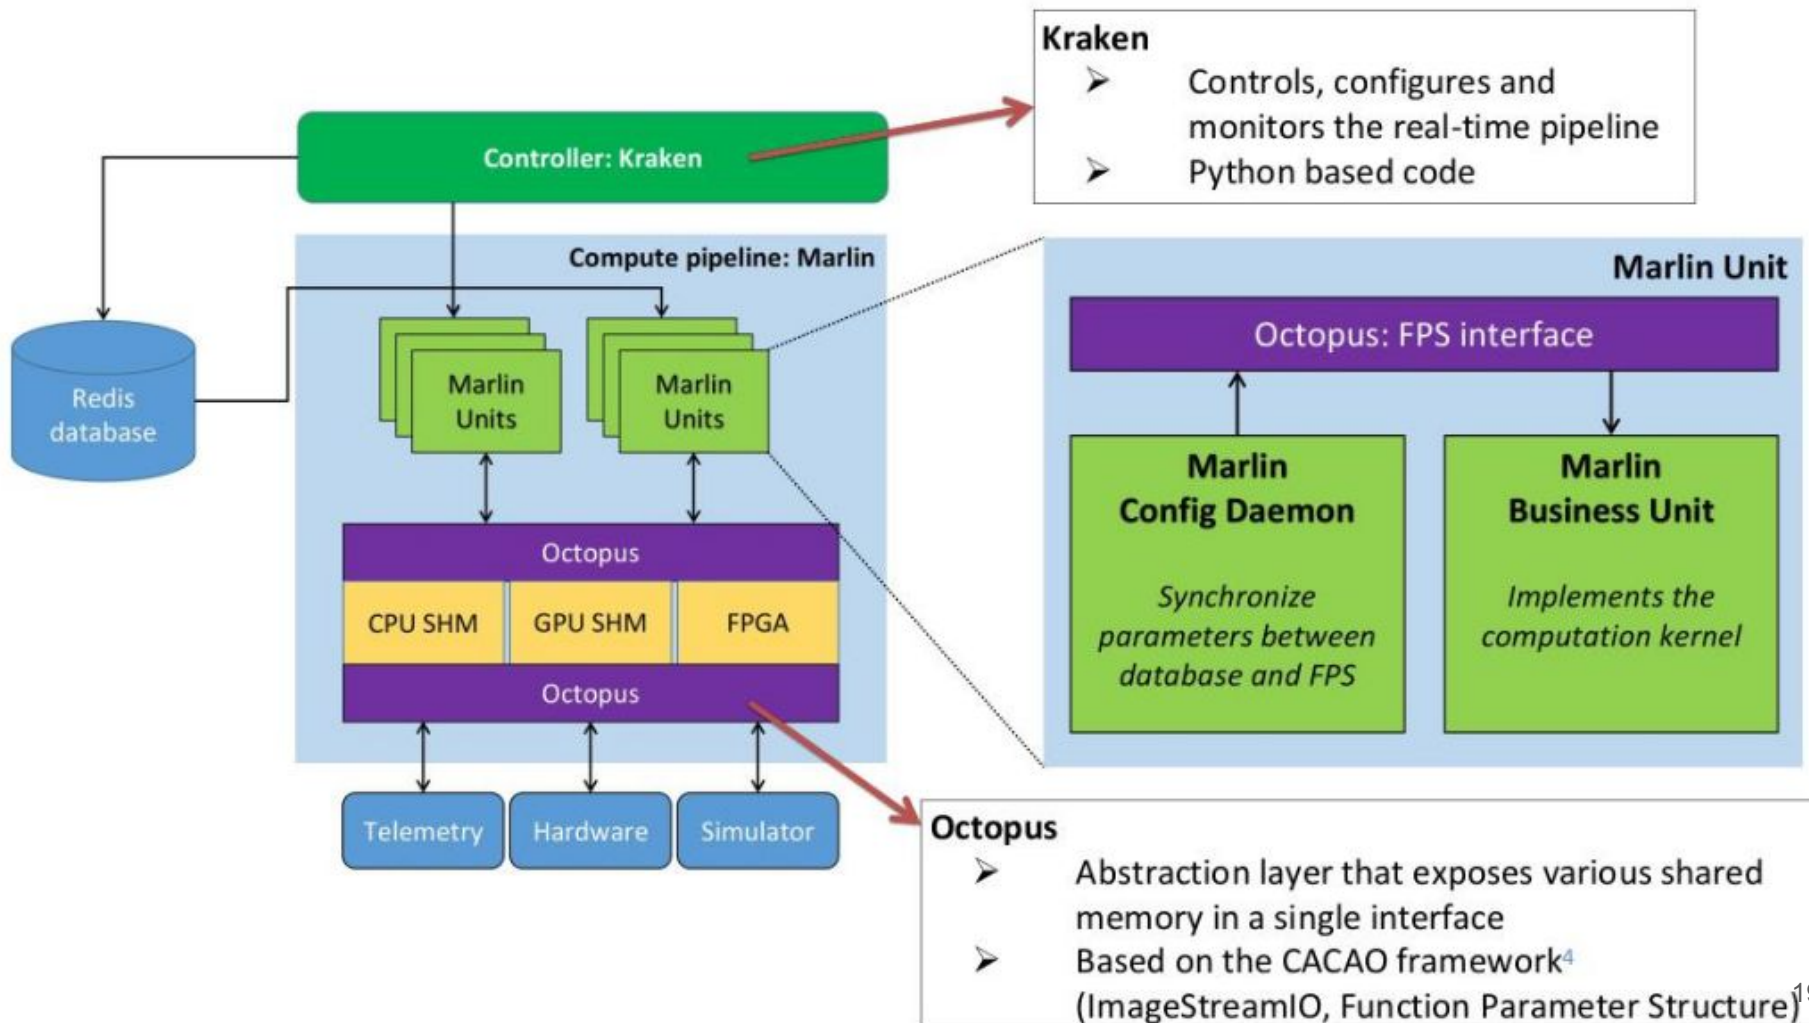 Kraken
➢ Controls, configures and
monitors the real-time pipeline
➢ Python based code
Controller: Kraken
Compute pipeline: Marlin
Redis
database
Marlin
Units
Marlin
Units
Octopus
CPU SHM
GPU SHM
FPGA
Octopus
Telemetry
Hardware
Simulator
Marlin Unit
Octopus: FPS interface
Marlin
Config Daemon
Synchronize
parameters between
database and FPS
Marlin
Business Unit
Implements the
computation kernel
Octopus
➢ Abstraction layer that exposes various shared
memory in a single interface
➢ Based on the CACAO framework⁴
(ImageStreamIO, Function Parameter Structure)